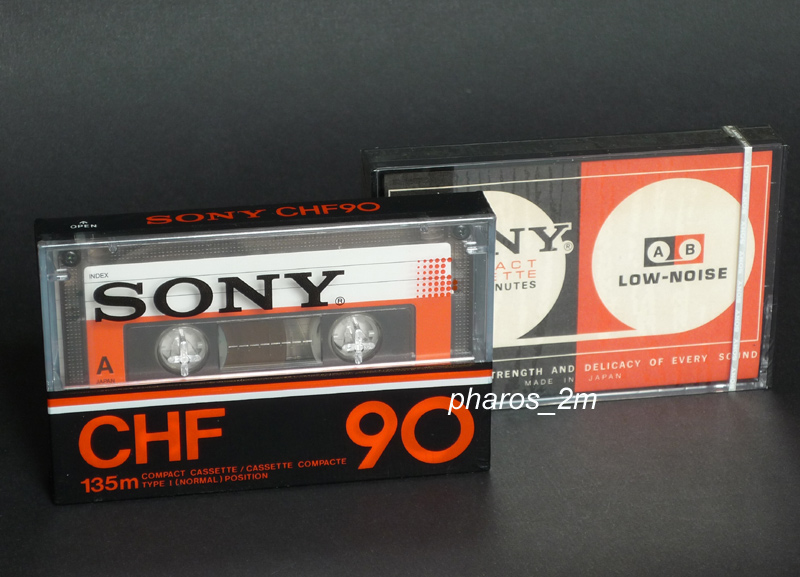 OPEN
SONY CHF90
INDEX
SONY®
A
JAPAN
CHF 90
135m COMPACT CASSETTE / CASSETTE COMPACTE
TYPE I (NORMAL) POSITION
NY®
ACT
ETTE
NUTES
A B
LOW-NOISE
TRENGTH AND DELICACY OF EVERY SOUND
MADE IN JAPAN
pharos_2m